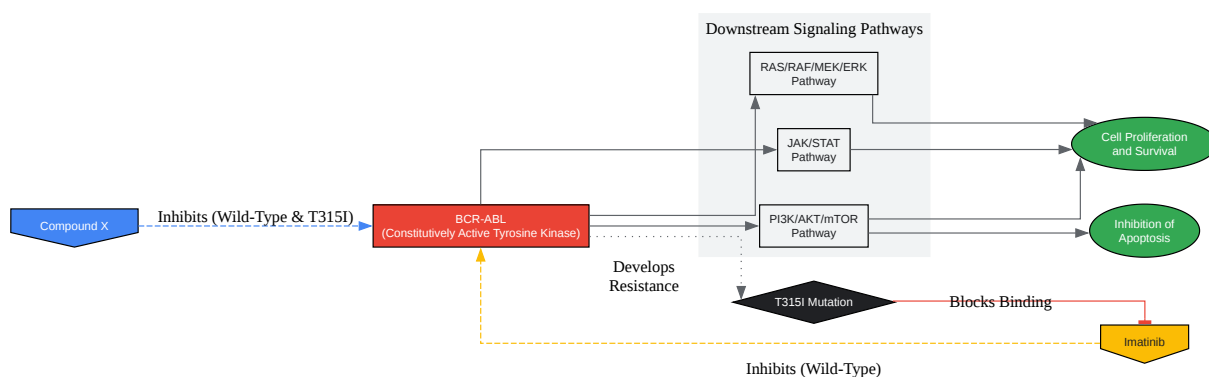 Downstream Signaling Pathways
RAS/RAF/MEK/ERK
Pathway
Cell Proliferation
and Survival
JAK/STAT
Pathway
Compound X
Inhibits (Wild-Type & T315I)
BCR-ABL
(Constitutively Active Tyrosine Kinase)
PI3K/AKT/mTOR
Pathway
Inhibition of
Apoptosis
Develops
Resistance
T315I Mutation
Blocks Binding
Imatinib
Inhibits (Wild-Type)